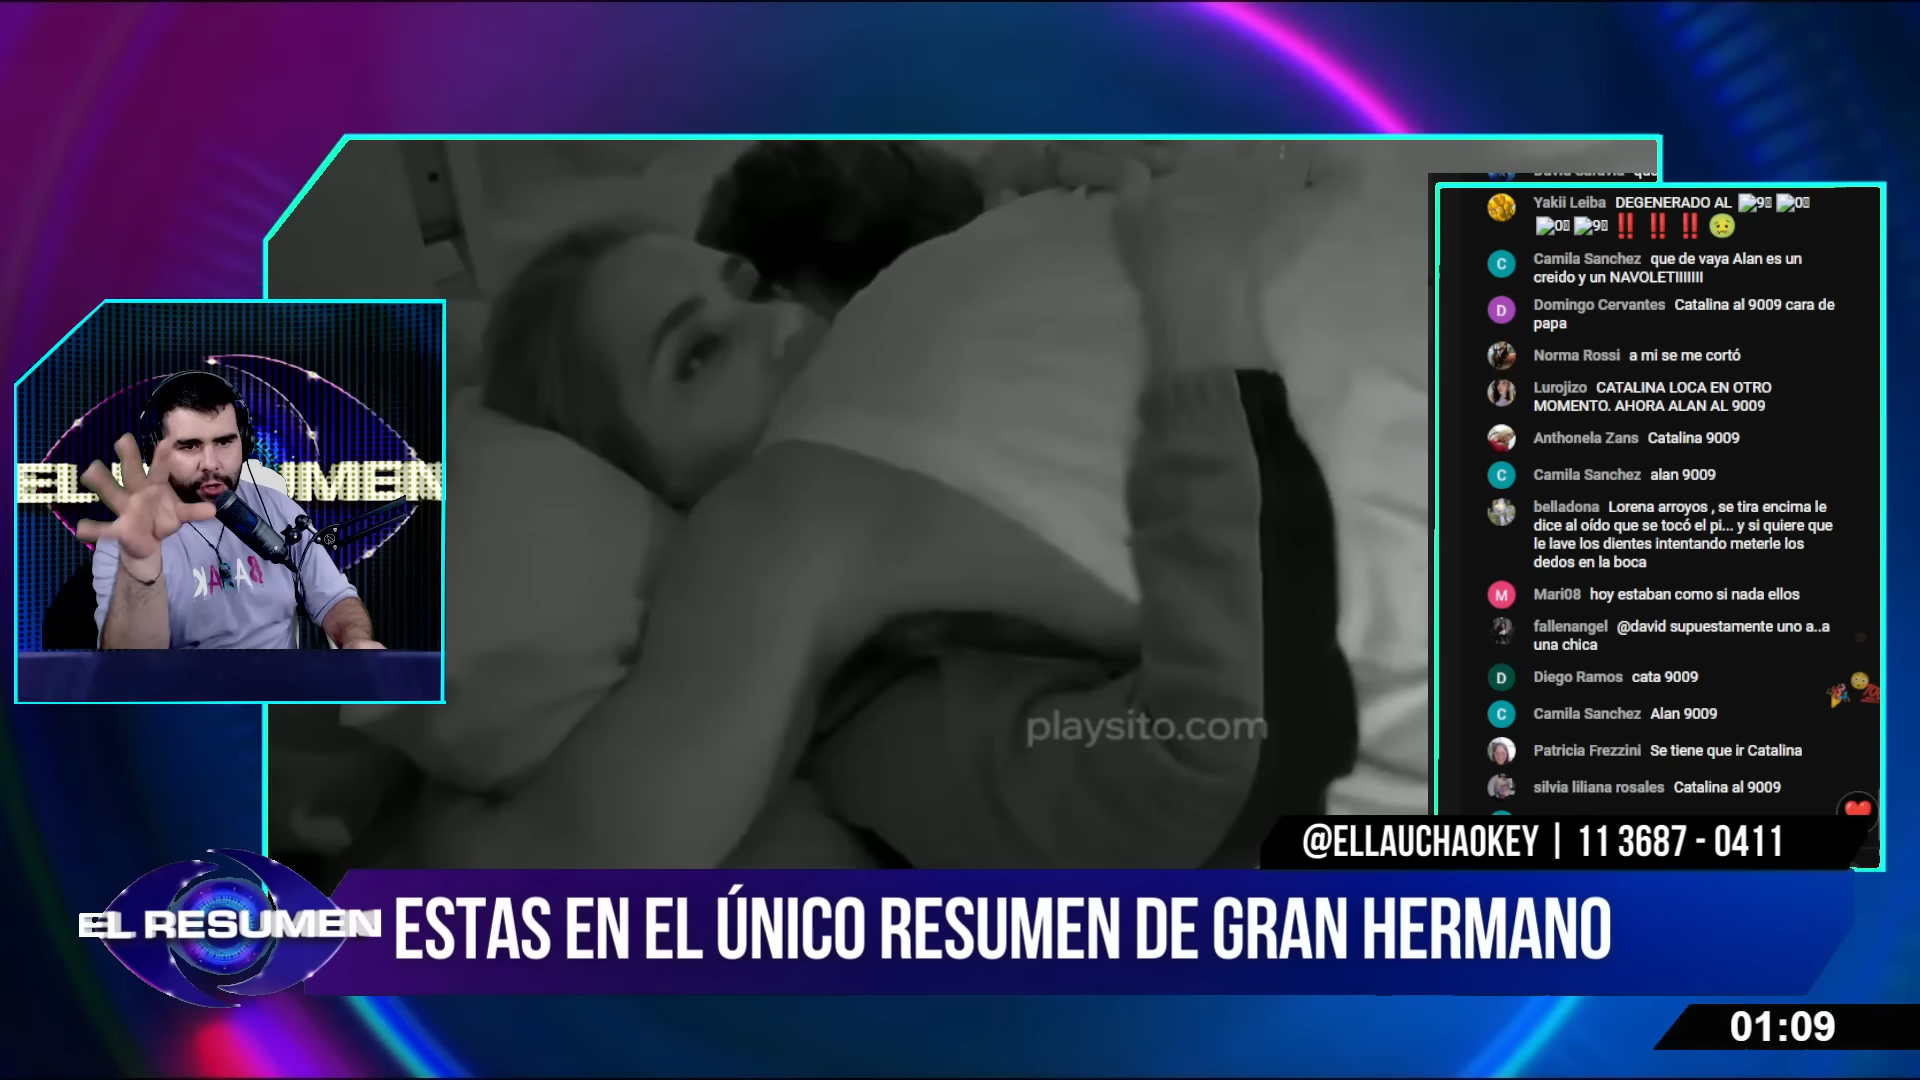 Yakii Leiba DEGENERADO AL 9 0
0 9 ‼️ ‼️ ‼️ 🤢
Camila Sanchez que de vaya Alan es un
creido y un NAVOLETIIIIIII
Domingo Cervantes Catalina al 9009 cara de
papa
Norma Rossi a mi se me cortó
Lurojizo CATALINA LOCA EN OTRO
MOMENTO. AHORA ALAN AL 9009
Anthonela Zans Catalina 9009
Camila Sanchez alan 9009
belladona Lorena arroyos , se tira encima le
dice al oído que se tocó el pi... y si quiere que
le lave los dientes intentando meterle los
dedos en la boca
Mari08 hoy estaban como si nada ellos
fallenangel @david supuestamente uno a..a
una chica
Diego Ramos cata 9009
Camila Sanchez Alan 9009
Patricia Frezzini Se tiene que ir Catalina
silvia liliana rosales Catalina al 9009
playsito.com
@ELLAUCHAOKEY | 11 3687 - 0411
EL RESUMEN
ESTAS EN EL ÚNICO RESUMEN DE GRAN HERMANO
01:09